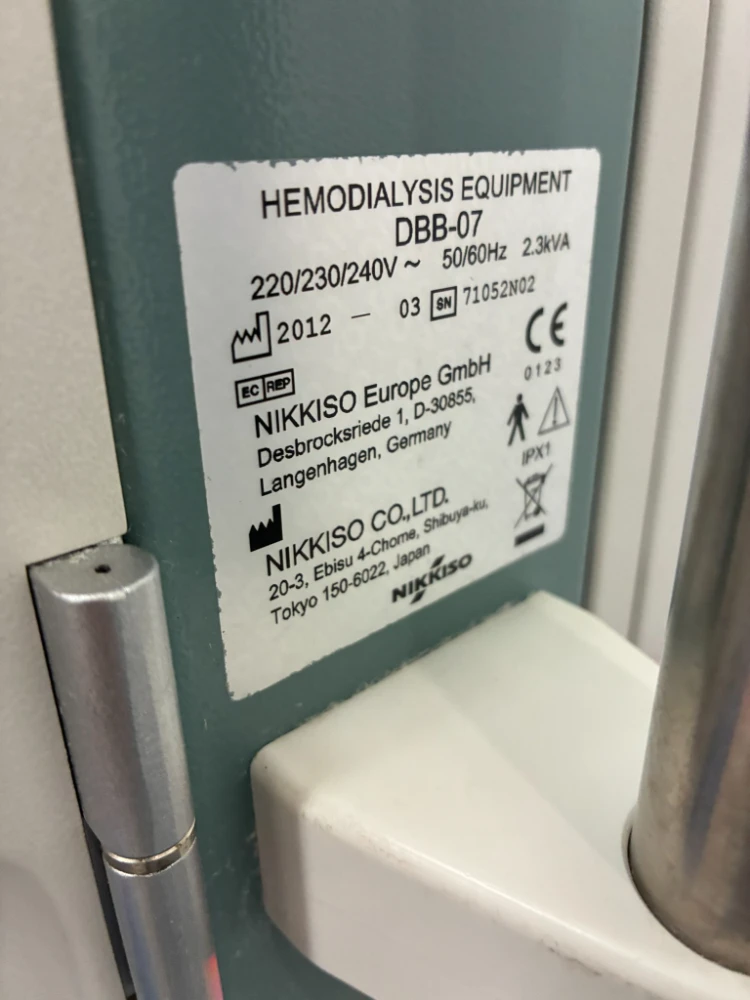 HEMODIALYSIS EQUIPMENT
DBB-07
220/230/240V ~ 50/60Hz 2.3kVA
2012 — 03 SN 71052N02
CE
0123
EC REP
NIKKISO Europe GmbH
Desbrocksriede 1, D-30855,
Langenhagen, Germany
IPX1
NIKKISO CO.,LTD.
20-3, Ebisu 4-Chome, Shibuya-ku,
Tokyo 150-6022, Japan
NIKKISO